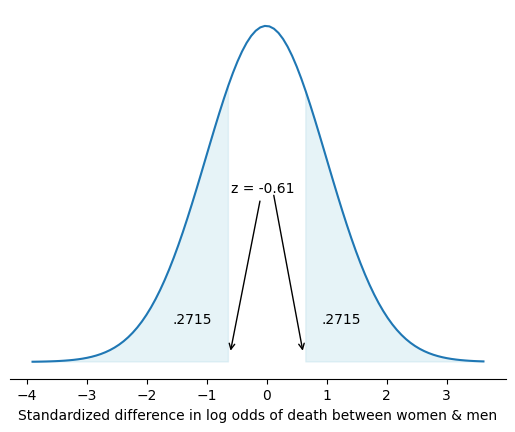 z = -0.61
.2715 .2715
−4 −3 −2 −1 0 1 2 3
Standardized difference in log odds of death between women & men